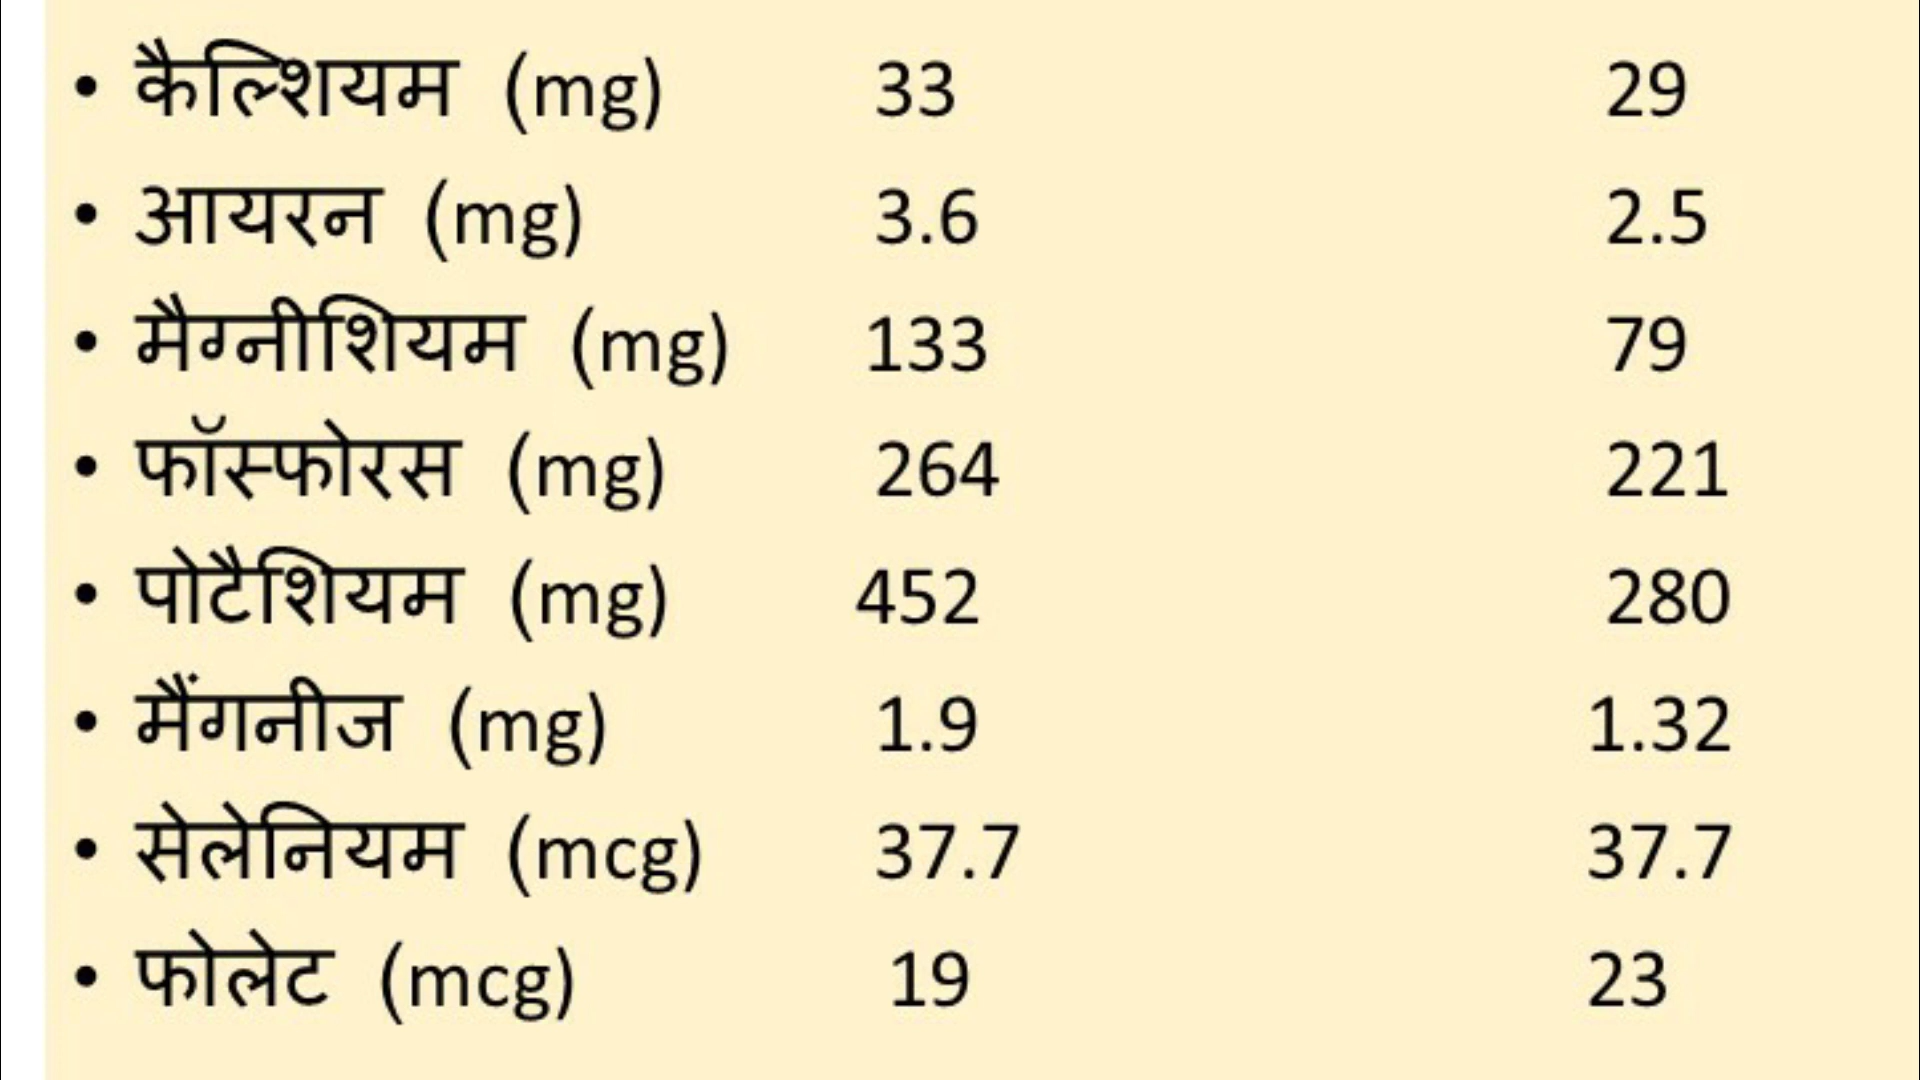 • कैल्शियम (mg) 33 29
• आयरन (mg) 3.6 2.5
• मैग्नीशियम (mg) 133 79
• फॉस्फोरस (mg) 264 221
• पोटैशियम (mg) 452 280
• मैंगनीज (mg) 1.9 1.32
• सेलेनियम (mcg) 37.7 37.7
• फोलेट (mcg) 19 23